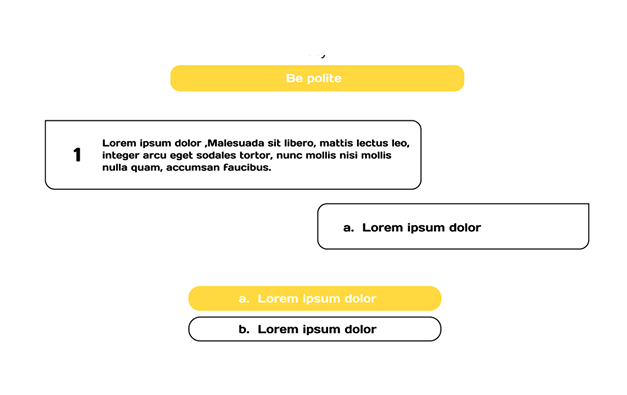 Be polite
1
Lorem ipsum dolor ,Malesuada sit libero, mattis lectus leo,
integer arcu eget sodales tortor, nunc mollis nisi mollis
nulla quam, accumsan faucibus.
a. Lorem ipsum dolor
a. Lorem ipsum dolor
b. Lorem ipsum dolor